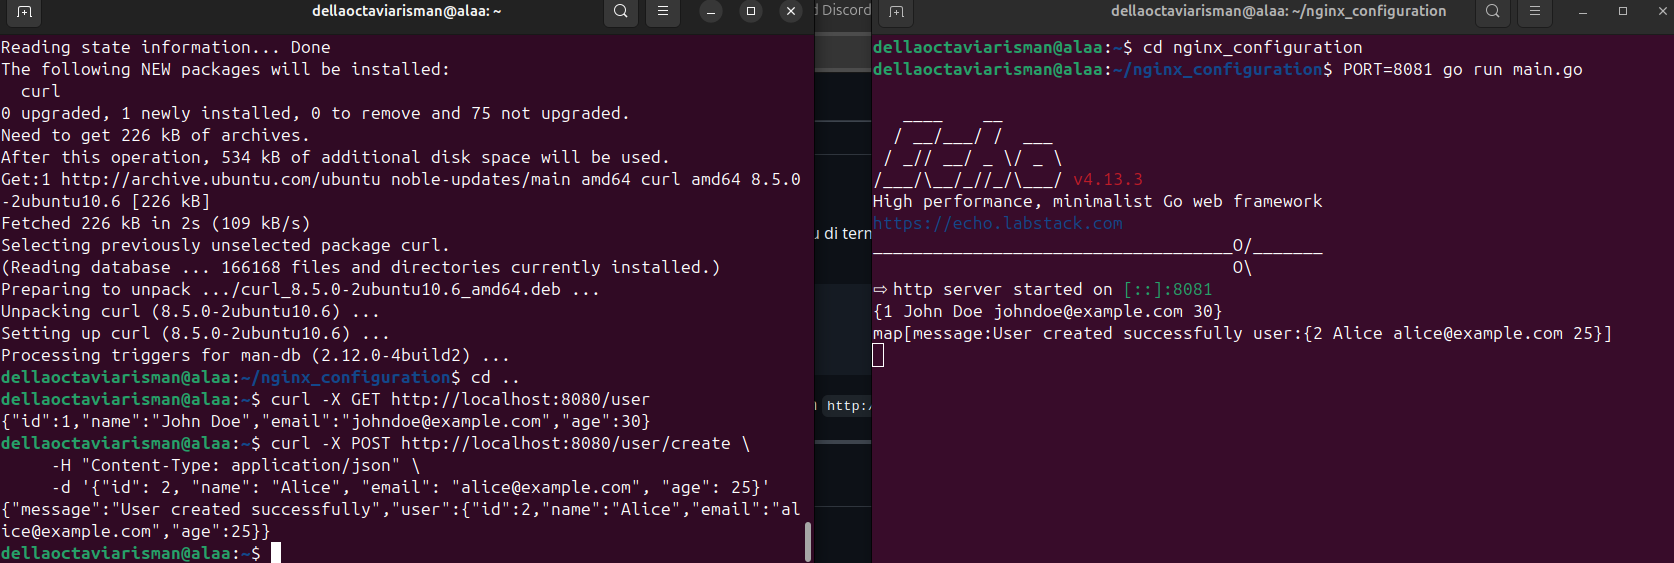 dellaoctaviarisman@alaa: ~
Reading state information... Done
The following NEW packages will be installed:
  curl
0 upgraded, 1 newly installed, 0 to remove and 75 not upgraded.
Need to get 226 kB of archives.
After this operation, 534 kB of additional disk space will be used.
Get:1 http://archive.ubuntu.com/ubuntu noble-updates/main amd64 curl amd64 8.5.0
-2ubuntu10.6 [226 kB]
Fetched 226 kB in 2s (109 kB/s)
Selecting previously unselected package curl.
(Reading database ... 166168 files and directories currently installed.)
Preparing to unpack .../curl_8.5.0-2ubuntu10.6_amd64.deb ...
Unpacking curl (8.5.0-2ubuntu10.6) ...
Setting up curl (8.5.0-2ubuntu10.6) ...
Processing triggers for man-db (2.12.0-4build2) ...
dellaoctaviarisman@alaa:~/nginx_configuration$ cd ..
dellaoctaviarisman@alaa:~$ curl -X GET http://localhost:8080/user
{"id":1,"name":"John Doe","email":"johndoe@example.com","age":30}
dellaoctaviarisman@alaa:~$ curl -X POST http://localhost:8080/user/create \
     -H "Content-Type: application/json" \
     -d '{"id": 2, "name": "Alice", "email": "alice@example.com", "age": 25}'
{"message":"User created successfully","user":{"id":2,"name":"Alice","email":"al
ice@example.com","age":25}}
dellaoctaviarisman@alaa:~$
d Discord
u di tern
http:/
dellaoctaviarisman@alaa: ~/nginx_configuration
dellaoctaviarisman@alaa:~$ cd nginx_configuration
dellaoctaviarisman@alaa:~/nginx_configuration$ PORT=8081 go run main.go
   ____    __
  / __/___/ /  ___
 / _// __/ _ \/ _ \
/___/\__/_//_/\___/ v4.13.3
High performance, minimalist Go web framework
https://echo.labstack.com
____________________________________O/_______
                                    O\
⇨ http server started on [::]:8081
{1 John Doe johndoe@example.com 30}
map[message:User created successfully user:{2 Alice alice@example.com 25}]